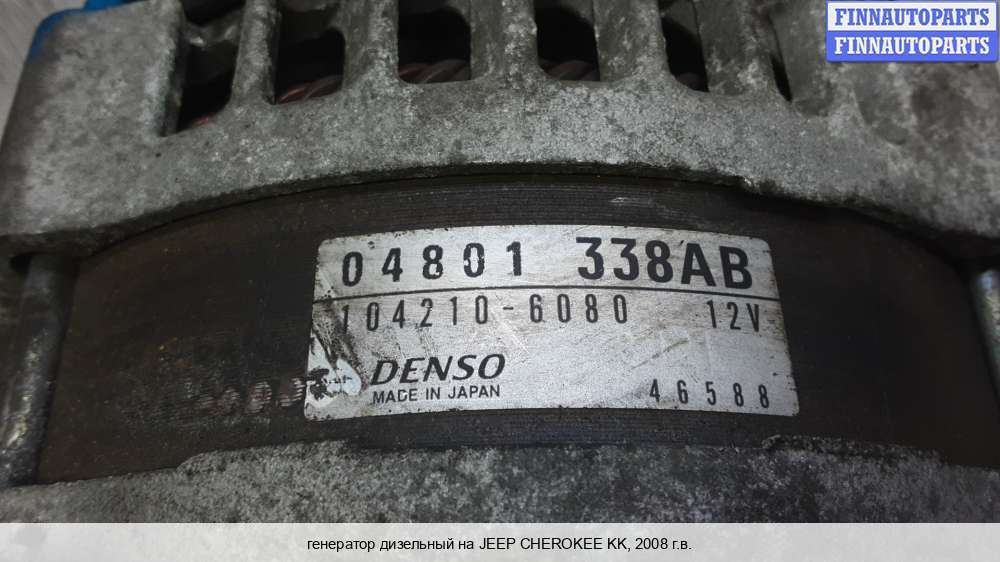 FINNAUTOPARTS
FINNAUTOPARTS
04801 338AB
104210-6080 12V
DENSO
MADE IN JAPAN 46588
генератор дизельный на JEEP CHEROKEE KK, 2008 г.в.